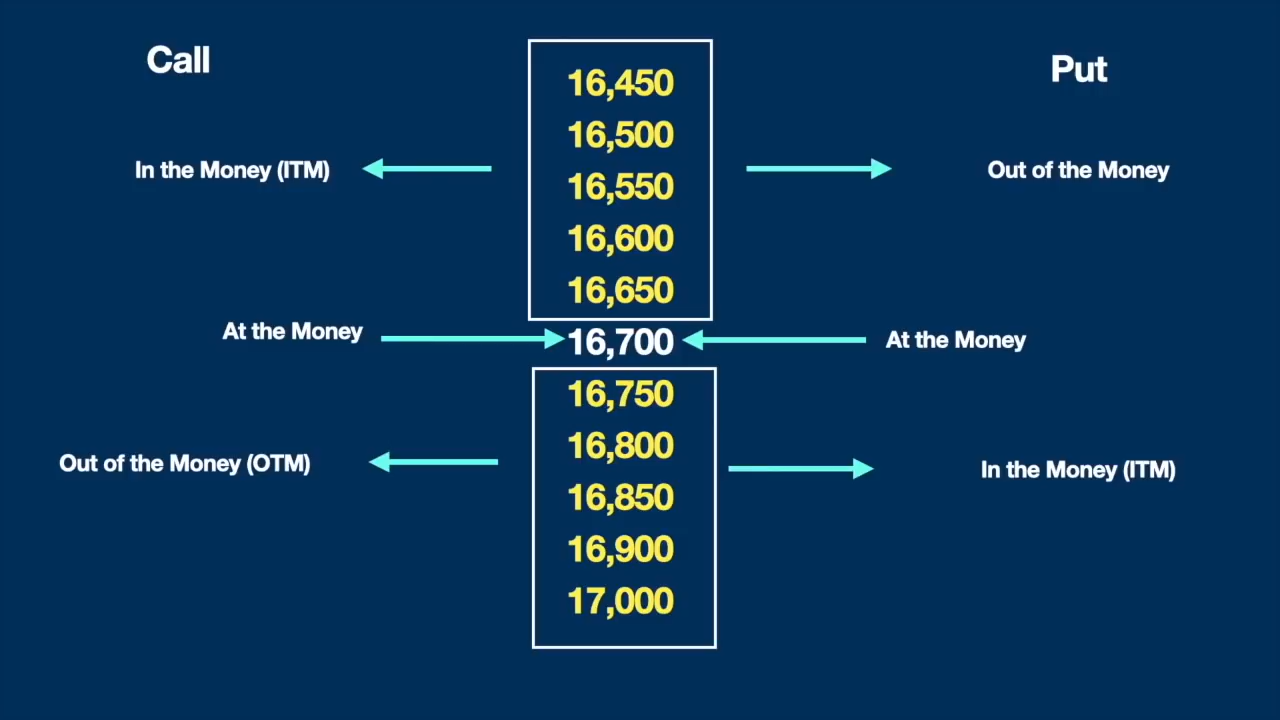 Call
Put
16,450
16,500
In the Money (ITM)
Out of the Money
16,550
16,600
16,650
At the Money
16,700
At the Money
16,750
16,800
Out of the Money (OTM)
In the Money (ITM)
16,850
16,900
17,000